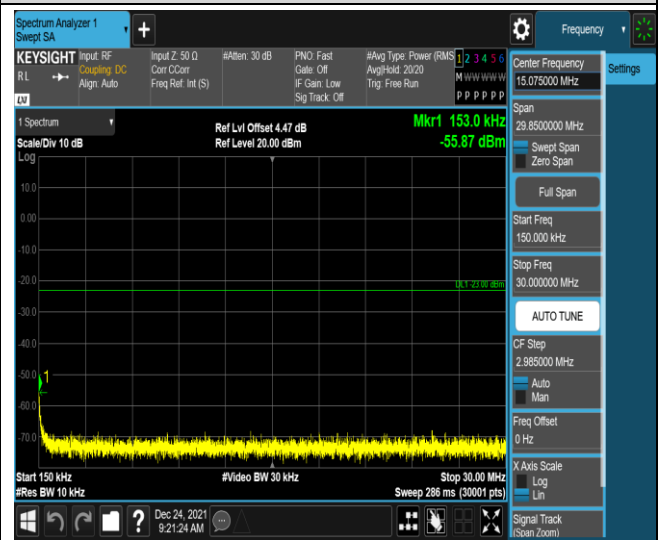 Spectrum Analyzer 1
Swept SA
Frequency
KEYSIGHT
RL
LNI
Input: RF
Coupling: DC
Align: Auto
Input Z: 50 Ω
Corr CCorr
Freq Ref: Int (S)
#Atten: 30 dB
PNO: Fast
Gate: Off
IF Gain: Low
Sig Track: Off
#Avg Type: Power (RMS
Avg|Hold: 20/20
Trig: Free Run
1 2 3 4 5 6
M W W W W W
P P P P P P
1 Spectrum
Scale/Div 10 dB
Log
Ref Lvl Offset 4.47 dB
Ref Level 20.00 dBm
Mkr1 153.0 kHz
-55.87 dBm
10.0
0.00
-10.0
-20.0
DL1 -23.00 dBm
-30.0
-40.0
-50.0
1
-60.0
-70.0
Start 150 kHz
#Res BW 10 kHz
#Video BW 30 kHz
Stop 30.00 MHz
Sweep 286 ms (30001 pts)
Dec 24, 2021
9:21:24 AM
?
Center Frequency
15.075000 MHz
Settings
Span
29.8500000 MHz
Swept Span
Zero Span
Full Span
Start Freq
150.000 kHz
Stop Freq
30.000000 MHz
AUTO TUNE
CF Step
2.985000 MHz
Auto
Man
Freq Offset
0 Hz
X Axis Scale
Log
Lin
Signal Track
(Span Zoom)